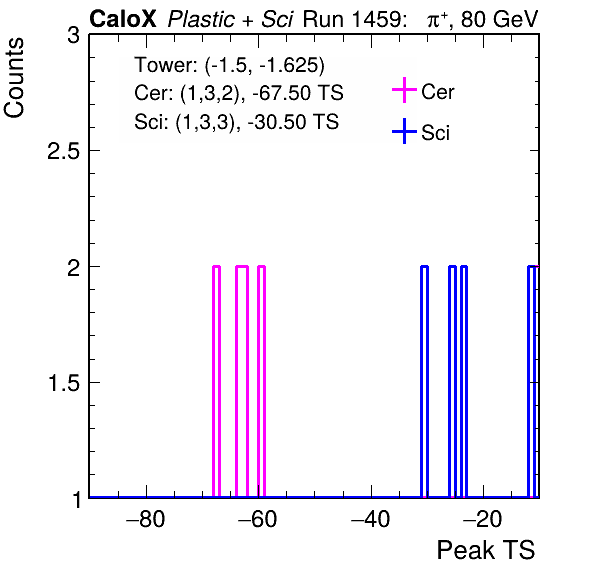 CaloX Plastic + Sci Run 1459: π⁺, 80 GeV
Counts
3
2.5
2
1.5
1
Tower: (-1.5, -1.625)
Cer: (1,3,2), -67.50 TS
Sci: (1,3,3), -30.50 TS
Cer
Sci
−80 −60 −40 −20
Peak TS